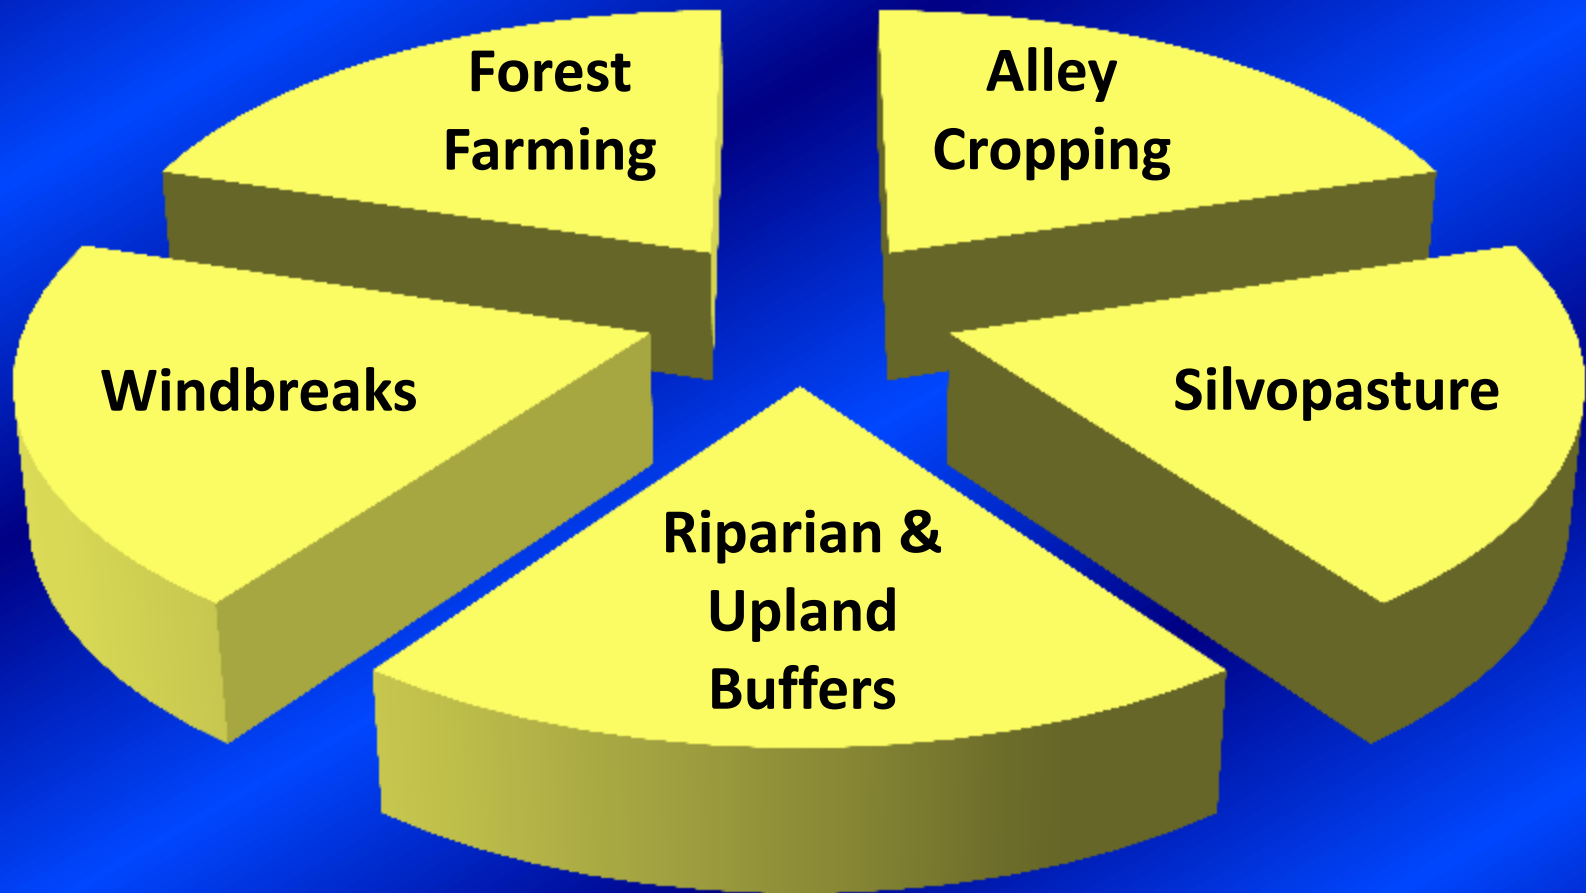 Forest
Farming
Alley
Cropping
Windbreaks
Silvopasture
Riparian &
Upland
Buffers